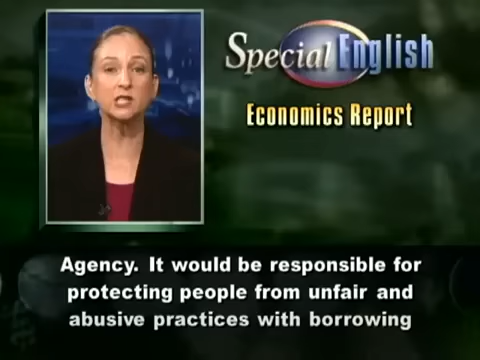 Special English
Economics Report
Agency. It would be responsible for
protecting people from unfair and
abusive practices with borrowing